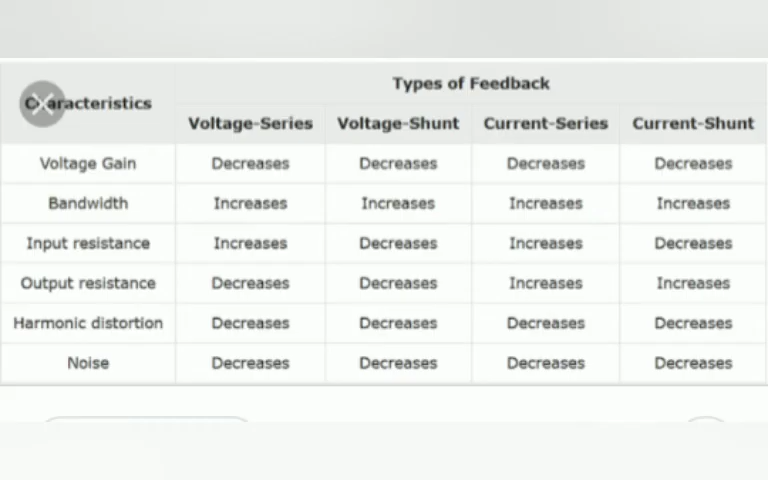 Types of Feedback
Characteristics
Voltage-Series Voltage-Shunt Current-Series Current-Shunt
Voltage Gain Decreases Decreases Decreases Decreases
Bandwidth Increases Increases Increases Increases
Input resistance Increases Decreases Increases Decreases
Output resistance Decreases Decreases Increases Increases
Harmonic distortion Decreases Decreases Decreases Decreases
Noise Decreases Decreases Decreases Decreases